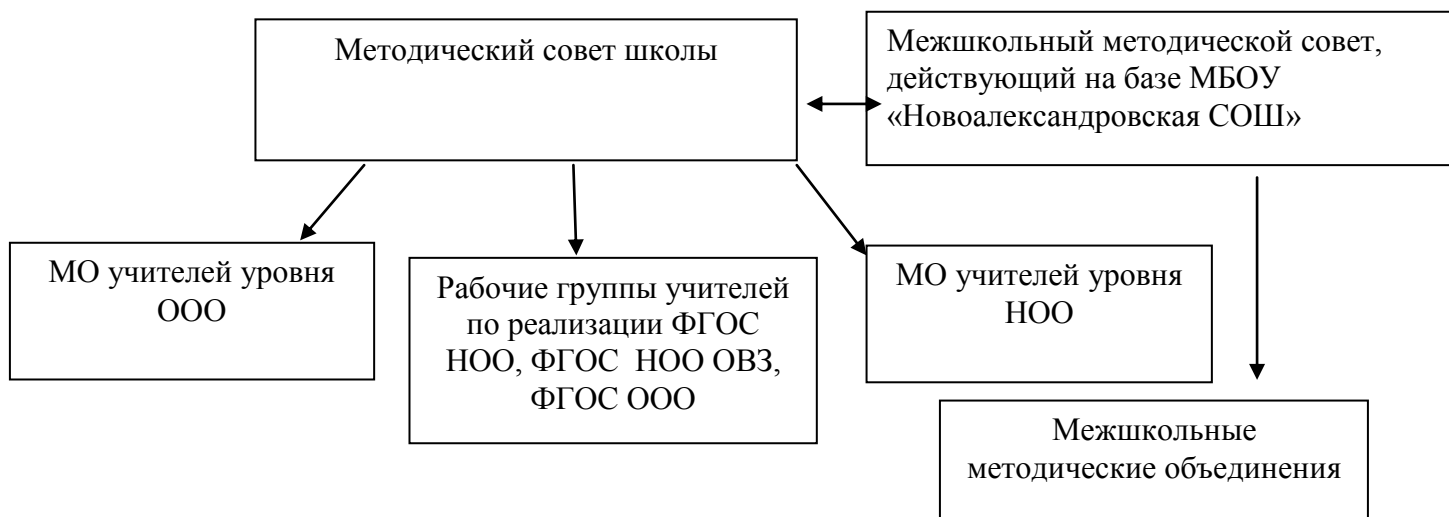 Методический совет школы
Межшкольный методической совет,
действующий на базе МБОУ
«Новоалександровская СОШ»
МО учителей уровня
ООО
Рабочие группы учителей
по реализации ФГОС
НОО, ФГОС НОО ОВЗ,
ФГОС ООО
МО учителей уровня
НОО
Межшкольные
методические объединения